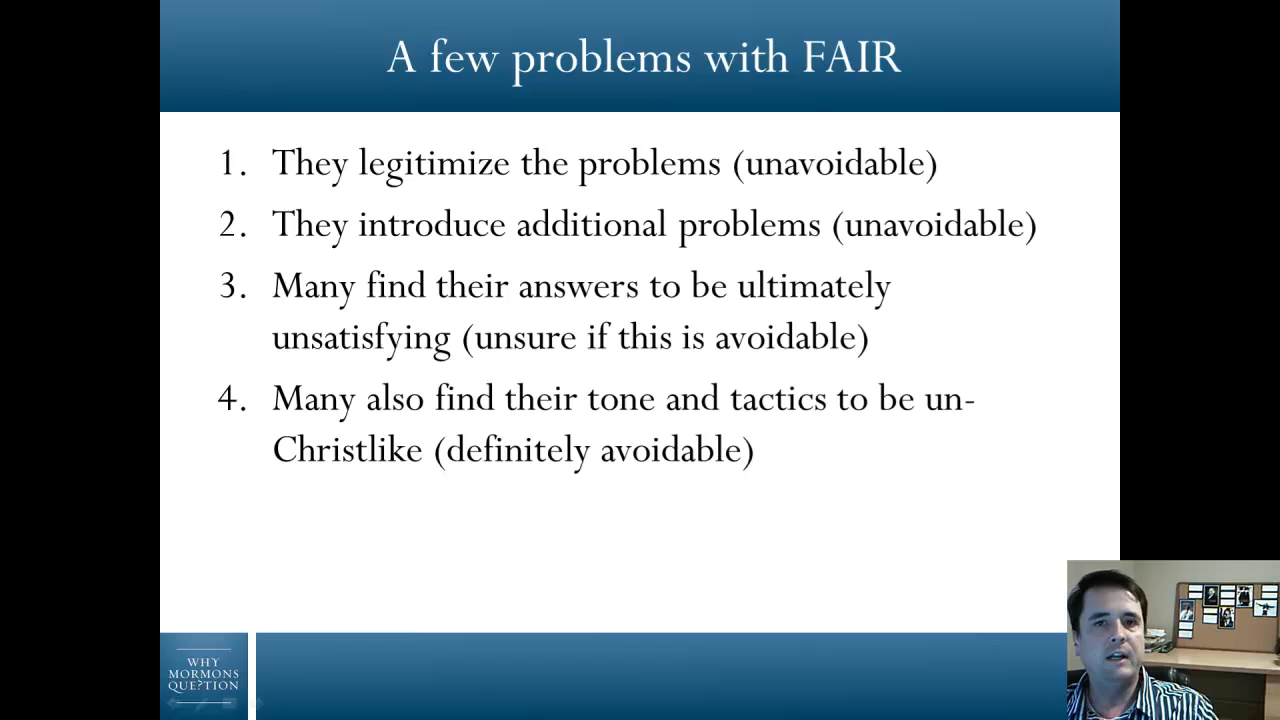 A few problems with FAIR
1. They legitimize the problems (unavoidable)
2. They introduce additional problems (unavoidable)
3. Many find their answers to be ultimately
unsatisfying (unsure if this is avoidable)
4. Many also find their tone and tactics to be un-
Christlike (definitely avoidable)
WHY
MORMONS
QUE?TION